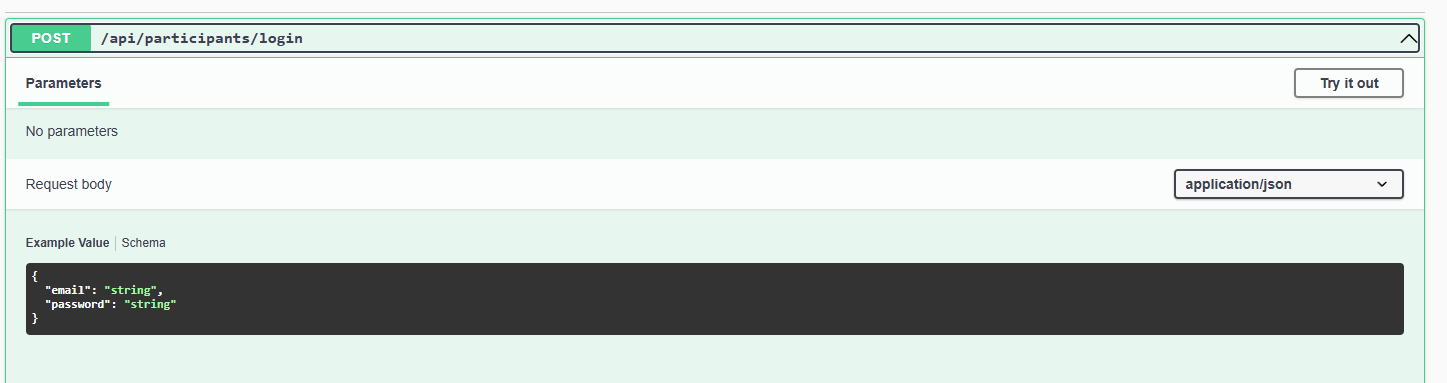 POST /api/participants/login
Parameters Try it out
No parameters
Request body application/json
Example Value Schema
{
"email": "string",
"password": "string"
}